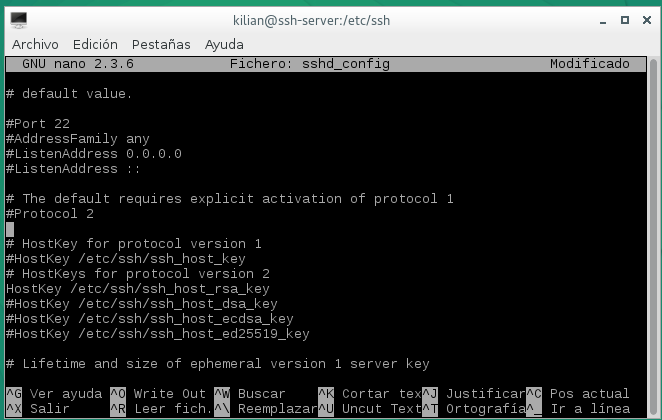 kilian@ssh-server:/etc/ssh
Archivo Edición Pestañas Ayuda
GNU nano 2.3.6 Fichero: sshd_config Modificado
# default value.
#Port 22
#AddressFamily any
#ListenAddress 0.0.0.0
#ListenAddress ::
# The default requires explicit activation of protocol 1
#Protocol 2
# HostKey for protocol version 1
#HostKey /etc/ssh/ssh_host_key
# HostKeys for protocol version 2
HostKey /etc/ssh/ssh_host_rsa_key
#HostKey /etc/ssh/ssh_host_dsa_key
#HostKey /etc/ssh/ssh_host_ecdsa_key
#HostKey /etc/ssh/ssh_host_ed25519_key
# Lifetime and size of ephemeral version 1 server key
^G Ver ayuda ^O Write Out ^W Buscar ^K Cortar tex^J Justificar^C Pos actual
^X Salir ^R Leer fich.^\ Reemplazar^U Uncut Text^T Ortografía^_ Ir a línea